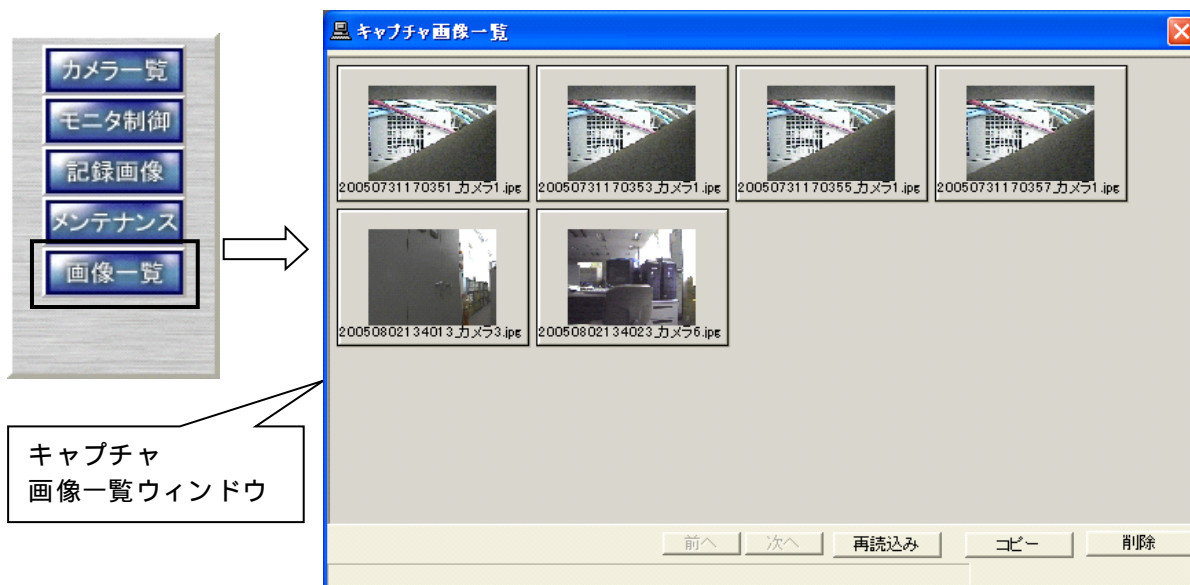 カメラ一覧
モニタ制御
記録画像
メンテナンス
画像一覧
キャプチャ
画像一覧ウィンドウ
キャプチャ画像一覧
20050731170351_カメラ1.jpg
20050731170353_カメラ1.jpg
20050731170355_カメラ1.jpg
20050731170357_カメラ1.jpg
20050802134013_カメラ3.jpg
20050802134023_カメラ6.jpg
前へ 次へ 再読込み コピー 削除